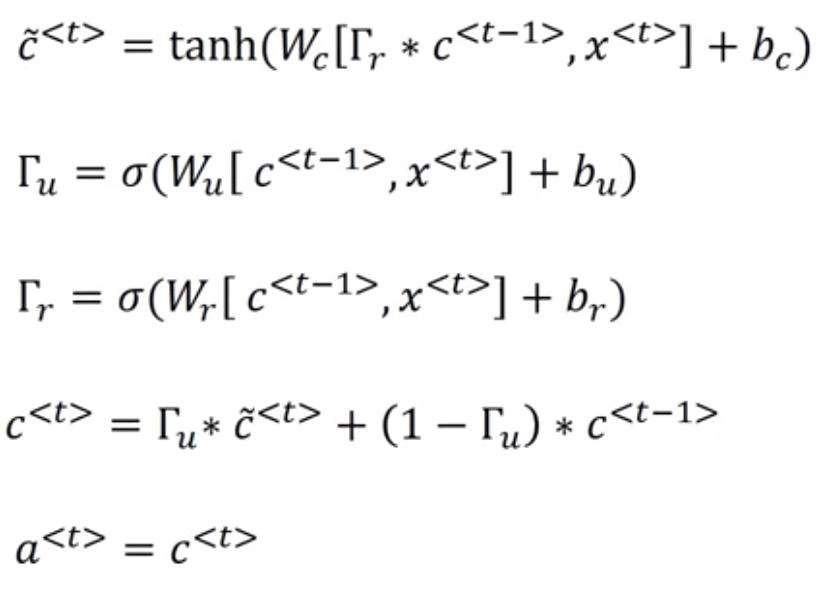 c̃<t> = tanh(W_c[Γ_r * c<t−1>, x<t>] + b_c)
Γ_u = σ(W_u[ c<t−1>, x<t>] + b_u)
Γ_r = σ(W_r[ c<t−1>, x<t>] + b_r)
c<t> = Γ_u * c̃<t> + (1 − Γ_u) * c<t−1>
a<t> = c<t>